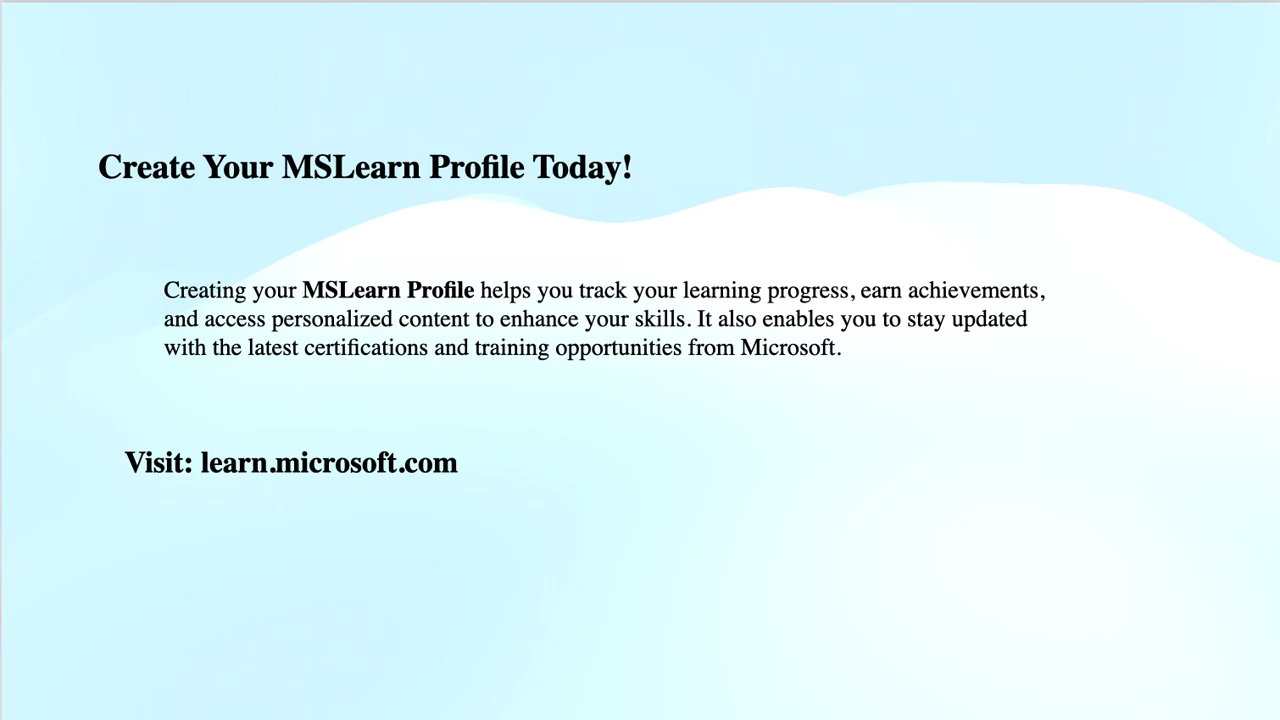 Create Your MSLearn Profile Today!
Creating your MSLearn Profile helps you track your learning progress, earn achievements,
and access personalized content to enhance your skills. It also enables you to stay updated
with the latest certifications and training opportunities from Microsoft.
Visit: learn.microsoft.com